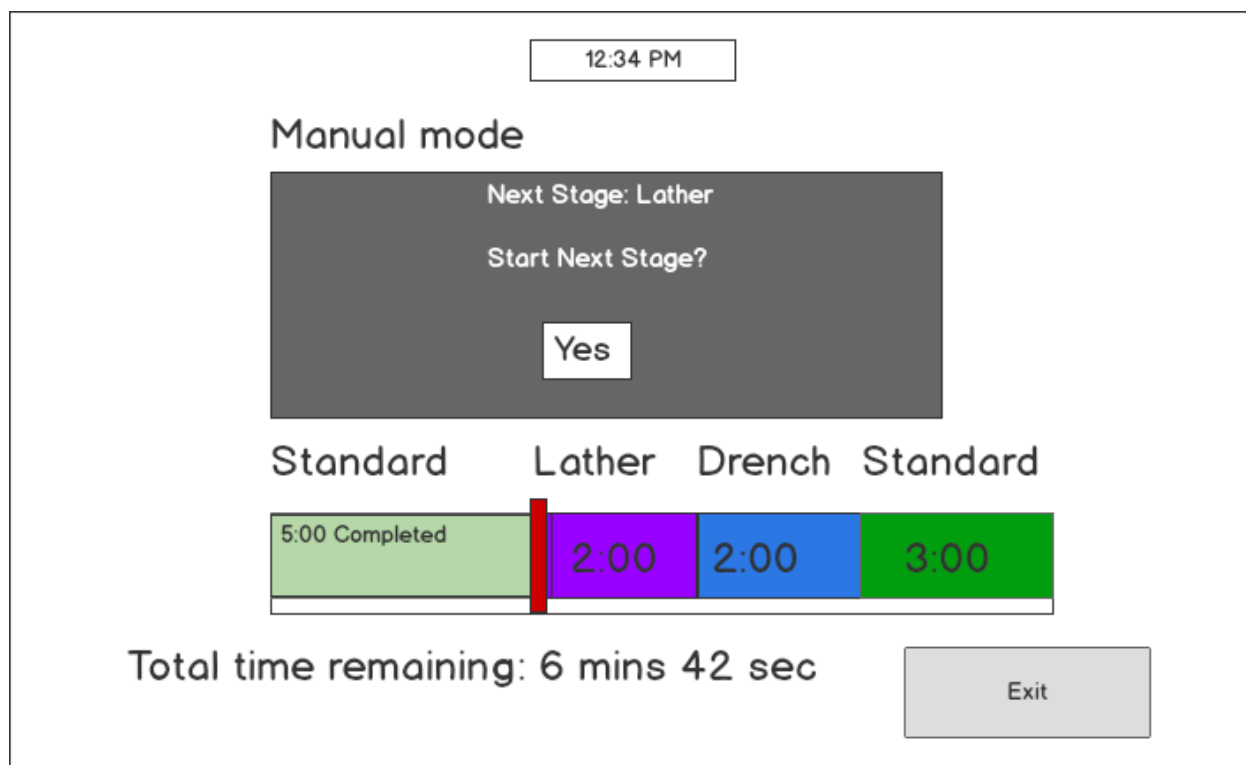 12:34 PM
Manual mode
Next Stage: Lather
Start Next Stage?
Yes
Standard Lather Drench Standard
5:00 Completed
2:00 2:00 3:00
Total time remaining: 6 mins 42 sec
Exit